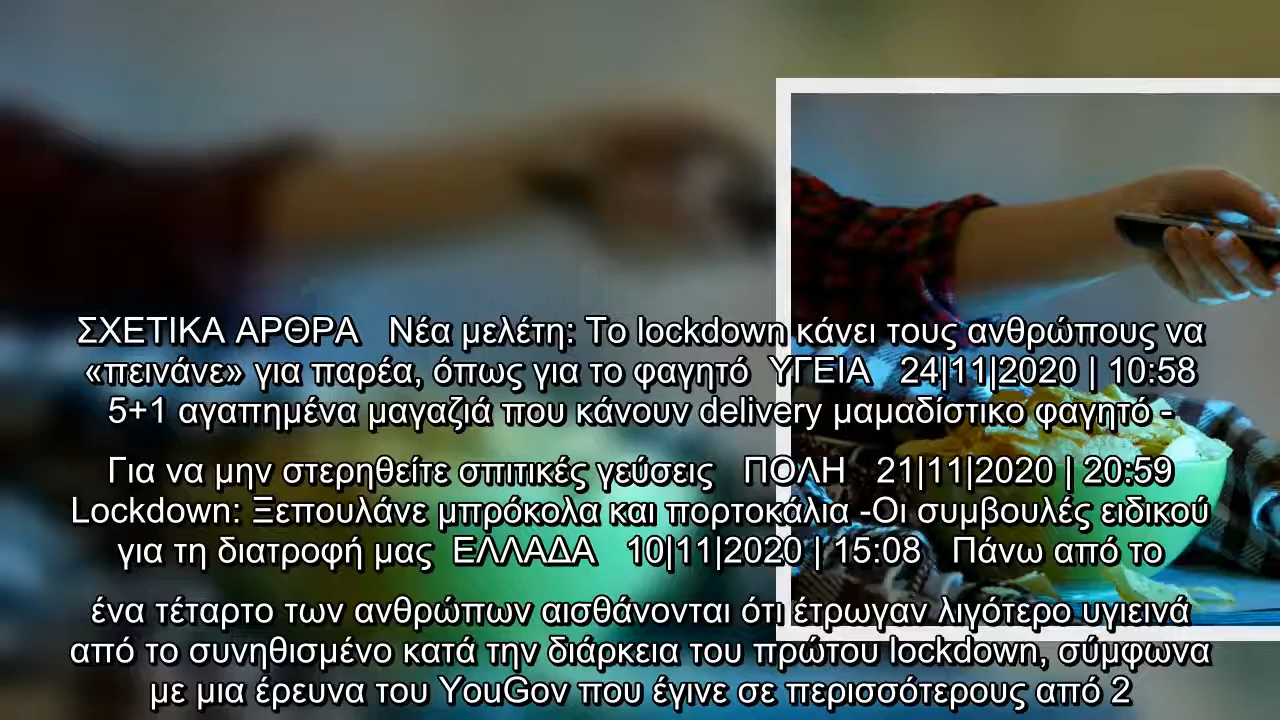 ΣΧΕΤΙΚΑ ΑΡΘΡΑ Νέα μελέτη: Το lockdown κάνει τους ανθρώπους να
«πεινάνε» για παρέα, όπως για το φαγητό ΥΓΕΙΑ 24|11|2020 | 10:58
5+1 αγαπημένα μαγαζιά που κάνουν delivery μαμαδίστικο φαγητό -
Για να μην στερηθείτε σπιτικές γεύσεις ΠΟΛΗ 21|11|2020 | 20:59
Lockdown: Ξεπουλάνε μπρόκολα και πορτοκάλια -Οι συμβουλές ειδικού
για τη διατροφή μας ΕΛΛΑΔΑ 10|11|2020 | 15:08 Πάνω από το
ένα τέταρτο των ανθρώπων αισθάνονται ότι έτρωγαν λιγότερο υγιεινά
από το συνηθισμένο κατά την διάρκεια του πρώτου lockdown, σύμφωνα
με μια έρευνα του YouGov που έγινε σε περισσότερους από 2